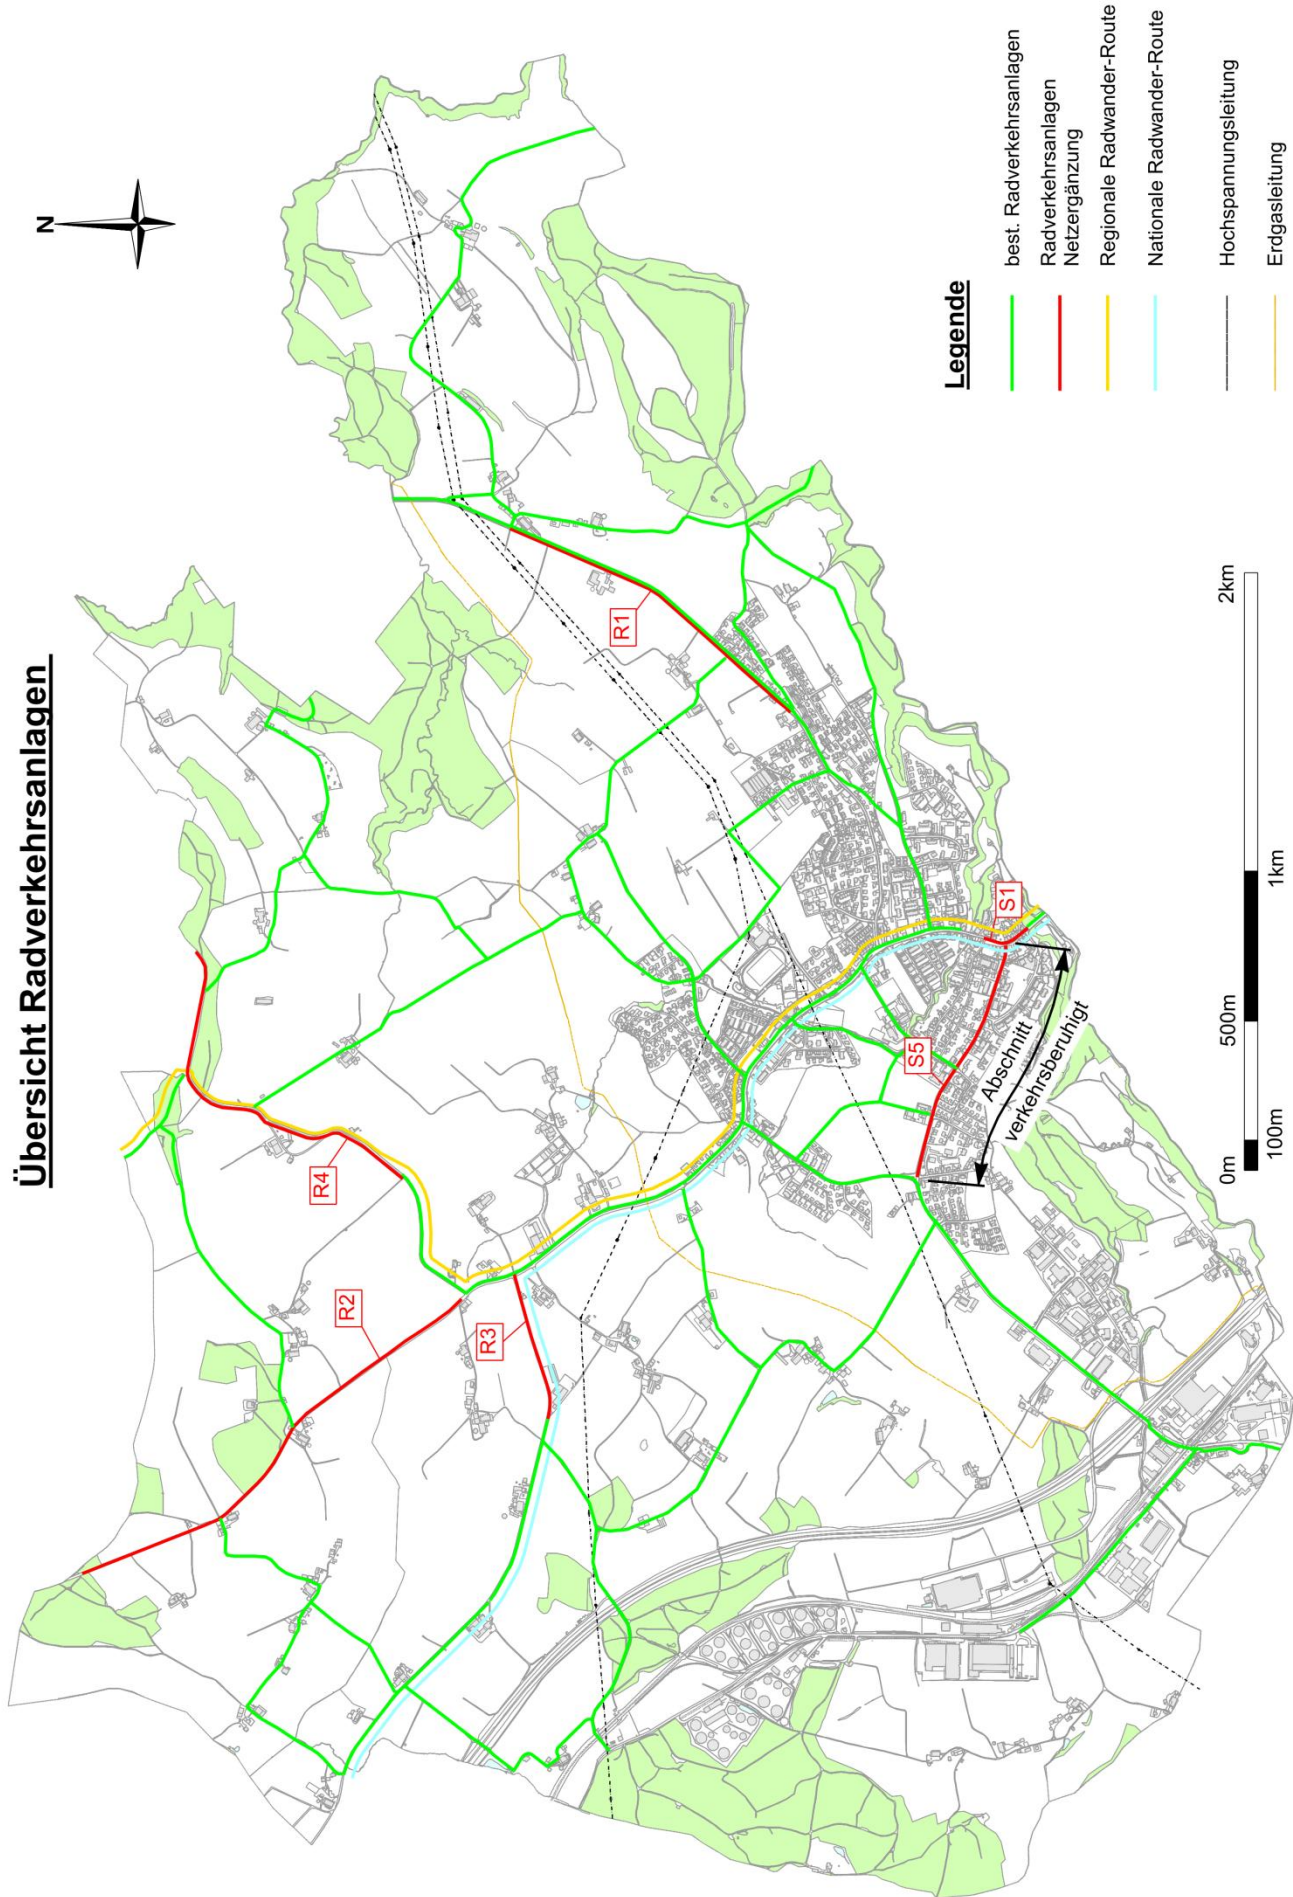 Übersicht Radverkehrsanlagen
N
R4
R2
R3
R1
S5
S1
Abschnitt
verkehrsberuhigt
Legende
best. Radverkehrsanlagen
Radverkehrsanlagen
Netzergänzung
Regionale Radwander-Route
Nationale Radwander-Route
Hochspannungsleitung
Erdgasleitung
0m
100m
500m
1km
2km